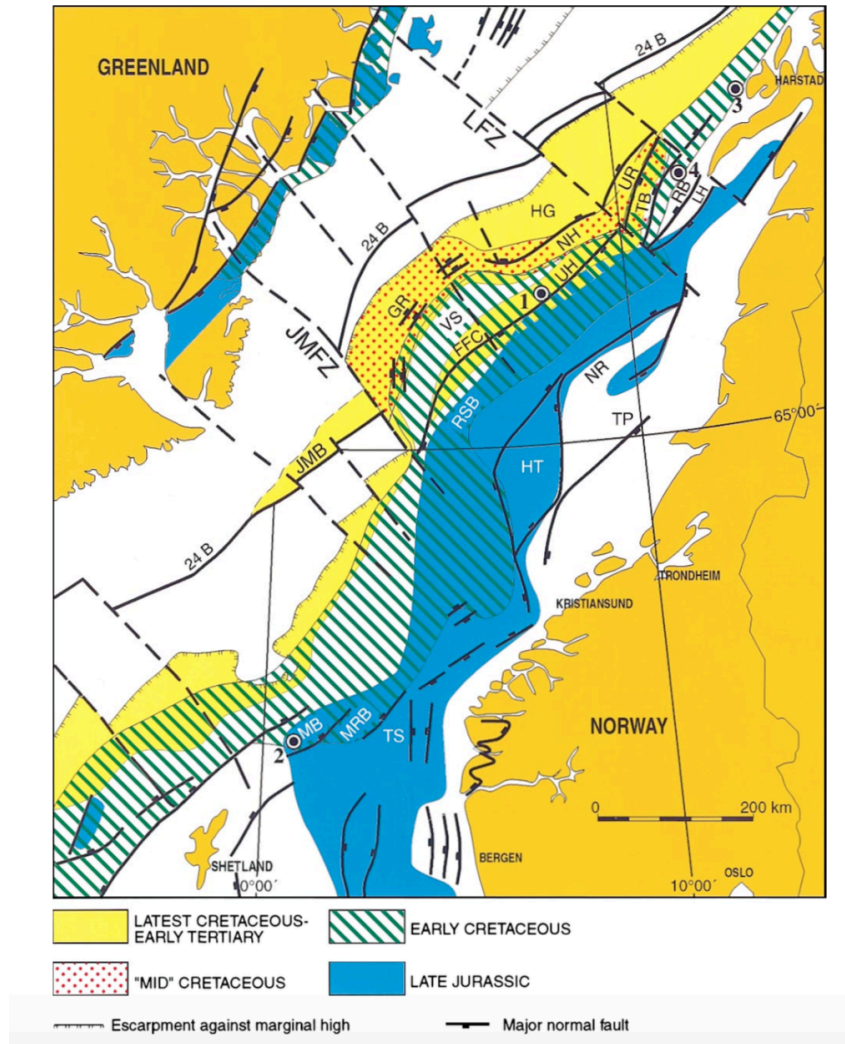 GREENLAND
24 B
HARSTAD
3
LFZ
UR
4
TB
RB
LH
HG
24 B
NH
GR
UH
1
VS
JMFZ
FFC
NR
RSB
65°00´
TP
JMB
HT
24 B
TRONDHEIM
KRISTIANSUND
MB
MRB
TS
NORWAY
2
0
200 km
SHETLAND
BERGEN
OSLO
0°00´
10°00´
LATEST CRETACEOUS-
EARLY TERTIARY
EARLY CRETACEOUS
"MID" CRETACEOUS
LATE JURASSIC
Escarpment against marginal high
Major normal fault